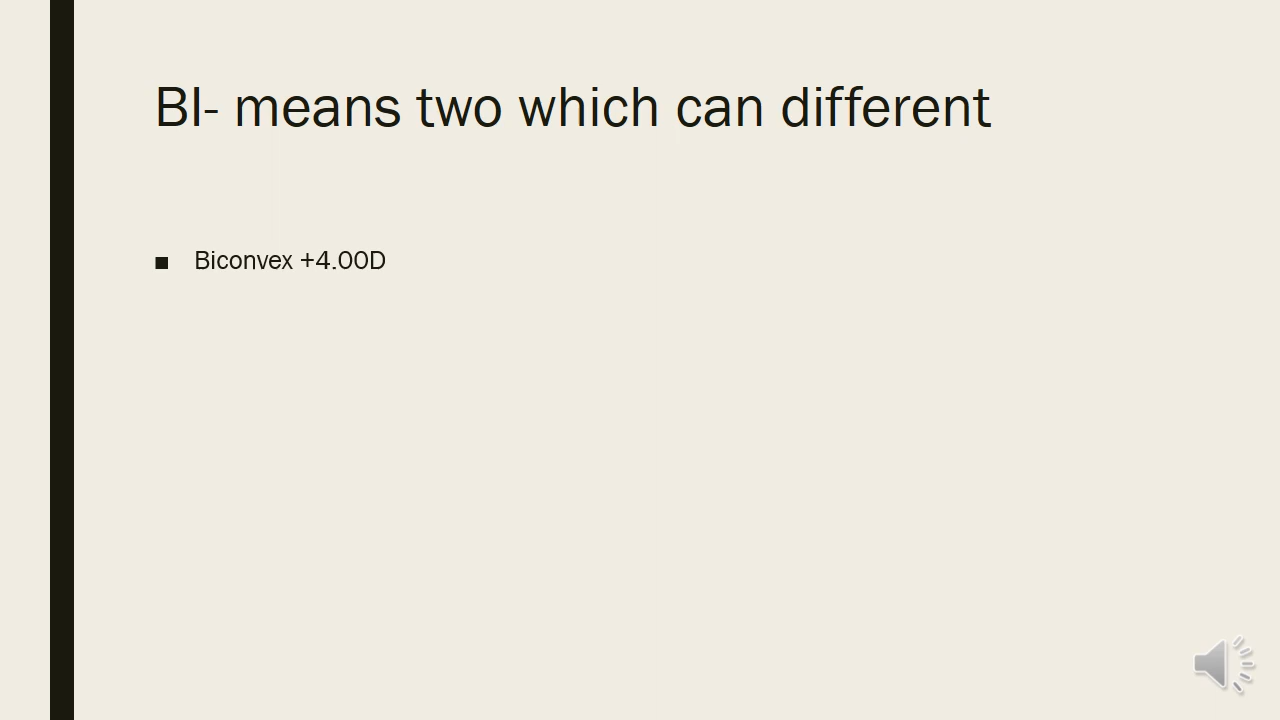 BI- means two which can different
Biconvex +4.00D